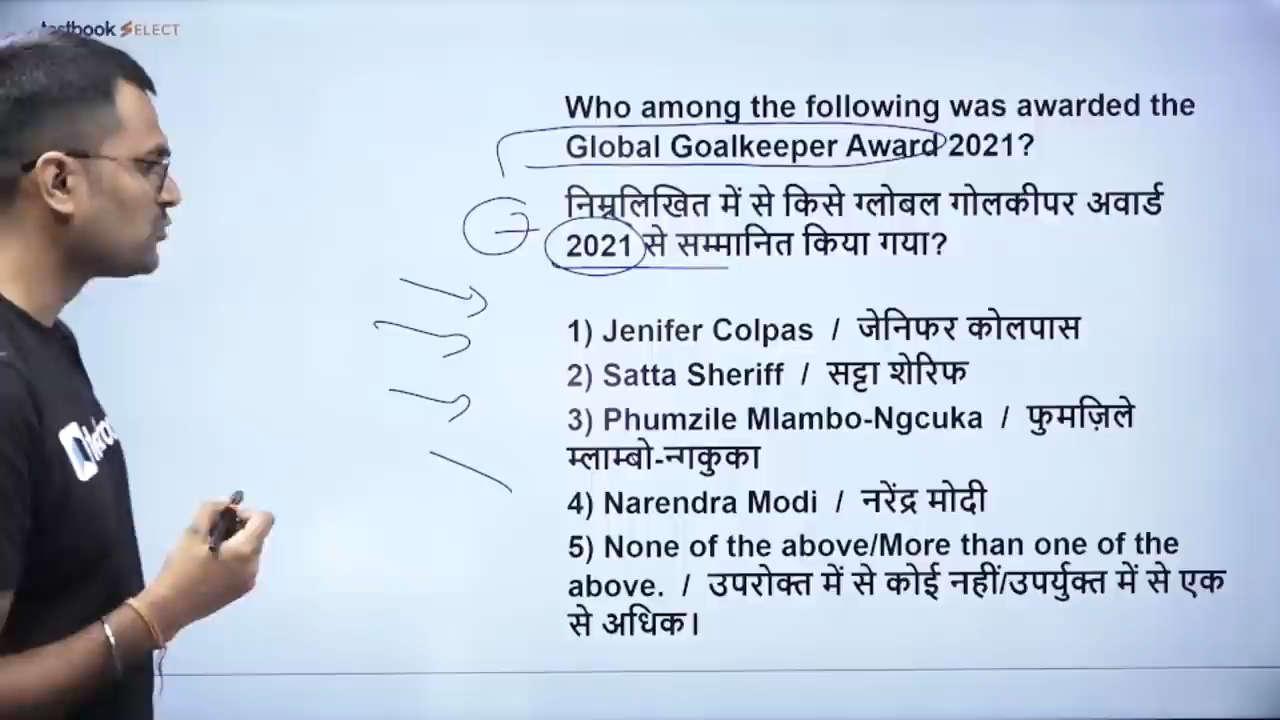 testbook SELECT
Who among the following was awarded the
Global Goalkeeper Award 2021?
निम्नलिखित में से किसे ग्लोबल गोलकीपर अवार्ड
2021 से सम्मानित किया गया?
1) Jenifer Colpas / जेनिफर कोलपास
2) Satta Sheriff / सट्टा शेरिफ
3) Phumzile Mlambo-Ngcuka / फुमज़िले
म्लाम्बो-न्गकुका
4) Narendra Modi / नरेंद्र मोदी
5) None of the above/More than one of the
above. / उपरोक्त में से कोई नहीं/उपर्युक्त में से एक
से अधिक।